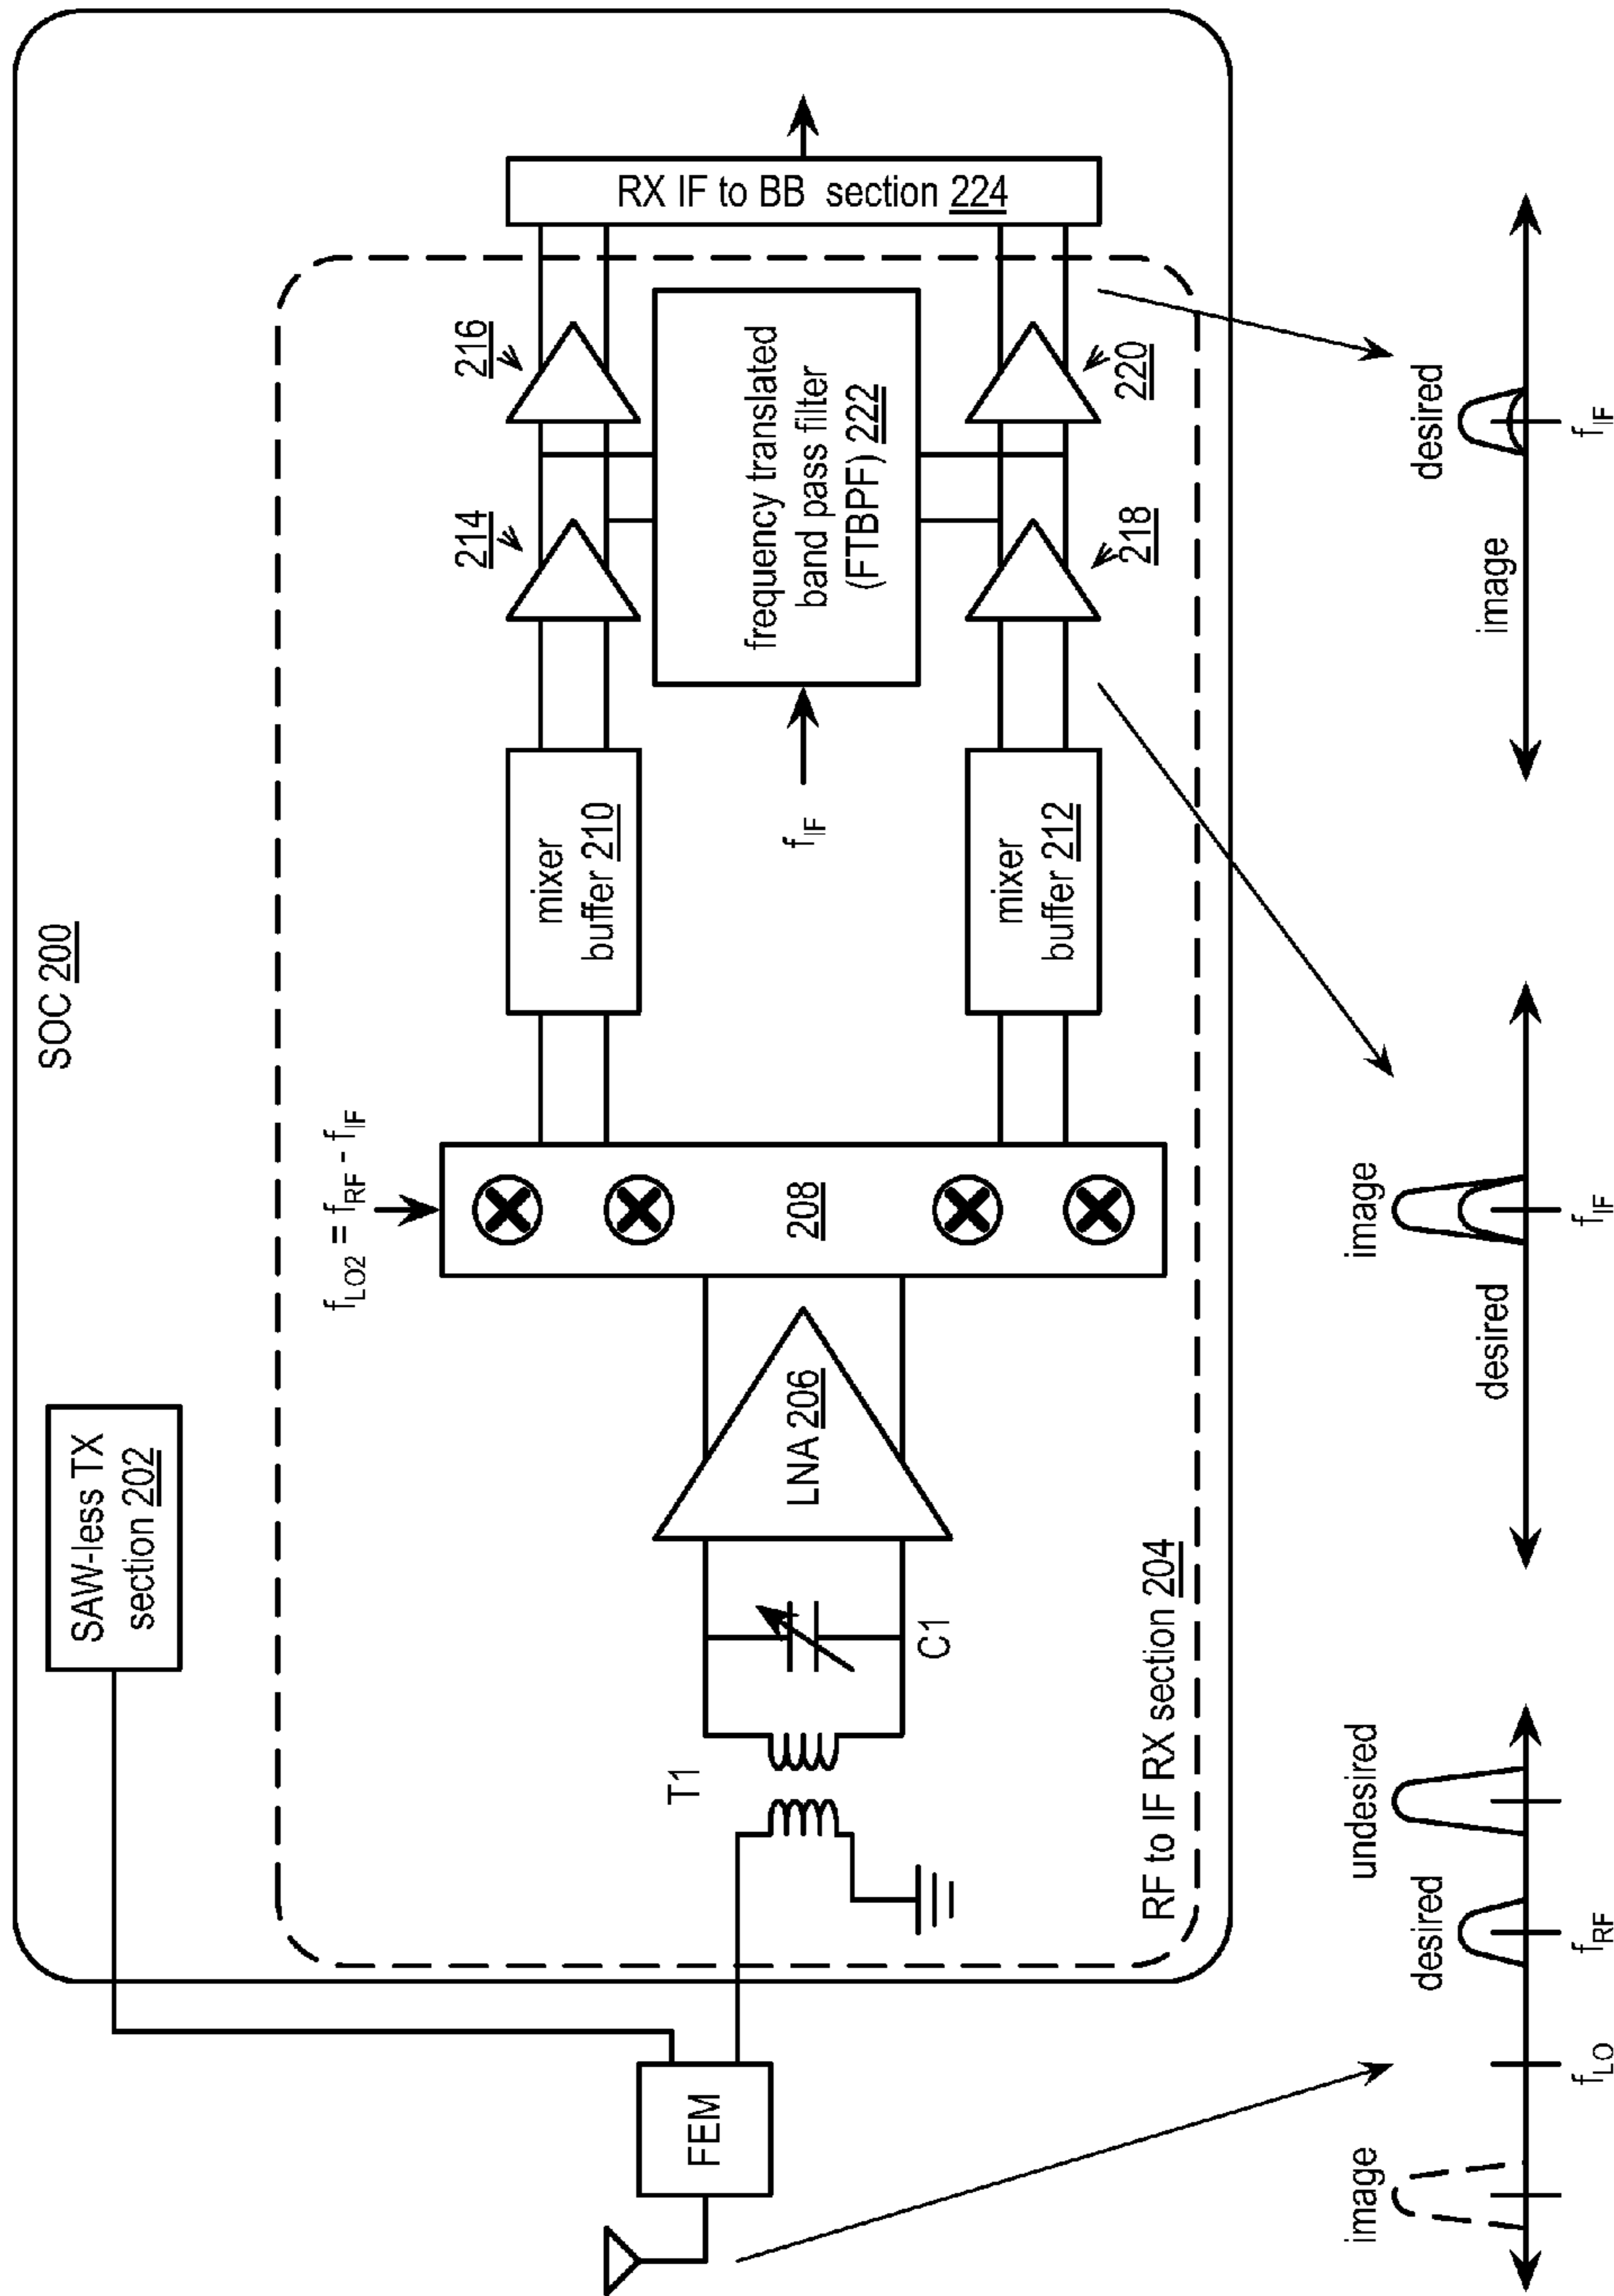 SOC 200
SAW-less TX
section 202
FEM
T1
C1
LNA 206
f_LO2 = f_RF - f_IF
208
mixer
buffer 210
mixer
buffer 212
214
216
218
220
f_IF
frequency translated
band pass filter
(FTBPF) 222
RX IF to BB section 224
RF to IF RX section 204
image
desired
undesired
f_LO
f_RF
desired
image
f_IF
image
desired
f_IF